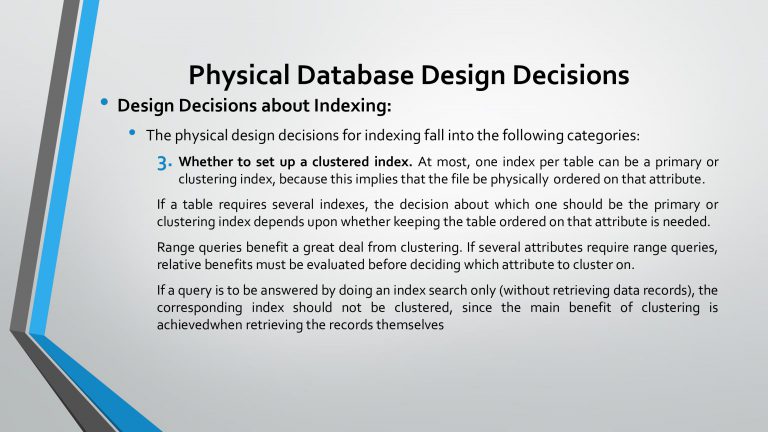 Physical Database Design Decisions
• Design Decisions about Indexing:
• The physical design decisions for indexing fall into the following categories:
3. Whether to set up a clustered index. At most, one index per table can be a primary or
clustering index, because this implies that the file be physically ordered on that attribute.
If a table requires several indexes, the decision about which one should be the primary or
clustering index depends upon whether keeping the table ordered on that attribute is needed.
Range queries benefit a great deal from clustering. If several attributes require range queries,
relative benefits must be evaluated before deciding which attribute to cluster on.
If a query is to be answered by doing an index search only (without retrieving data records), the
corresponding index should not be clustered, since the main benefit of clustering is
achievedwhen retrieving the records themselves